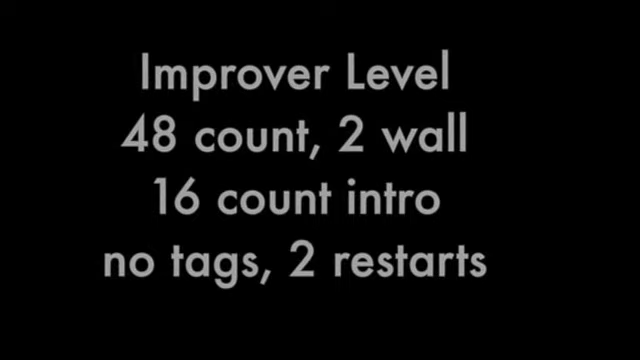 Improver Level
48 count, 2 wall
16 count intro
no tags, 2 restarts